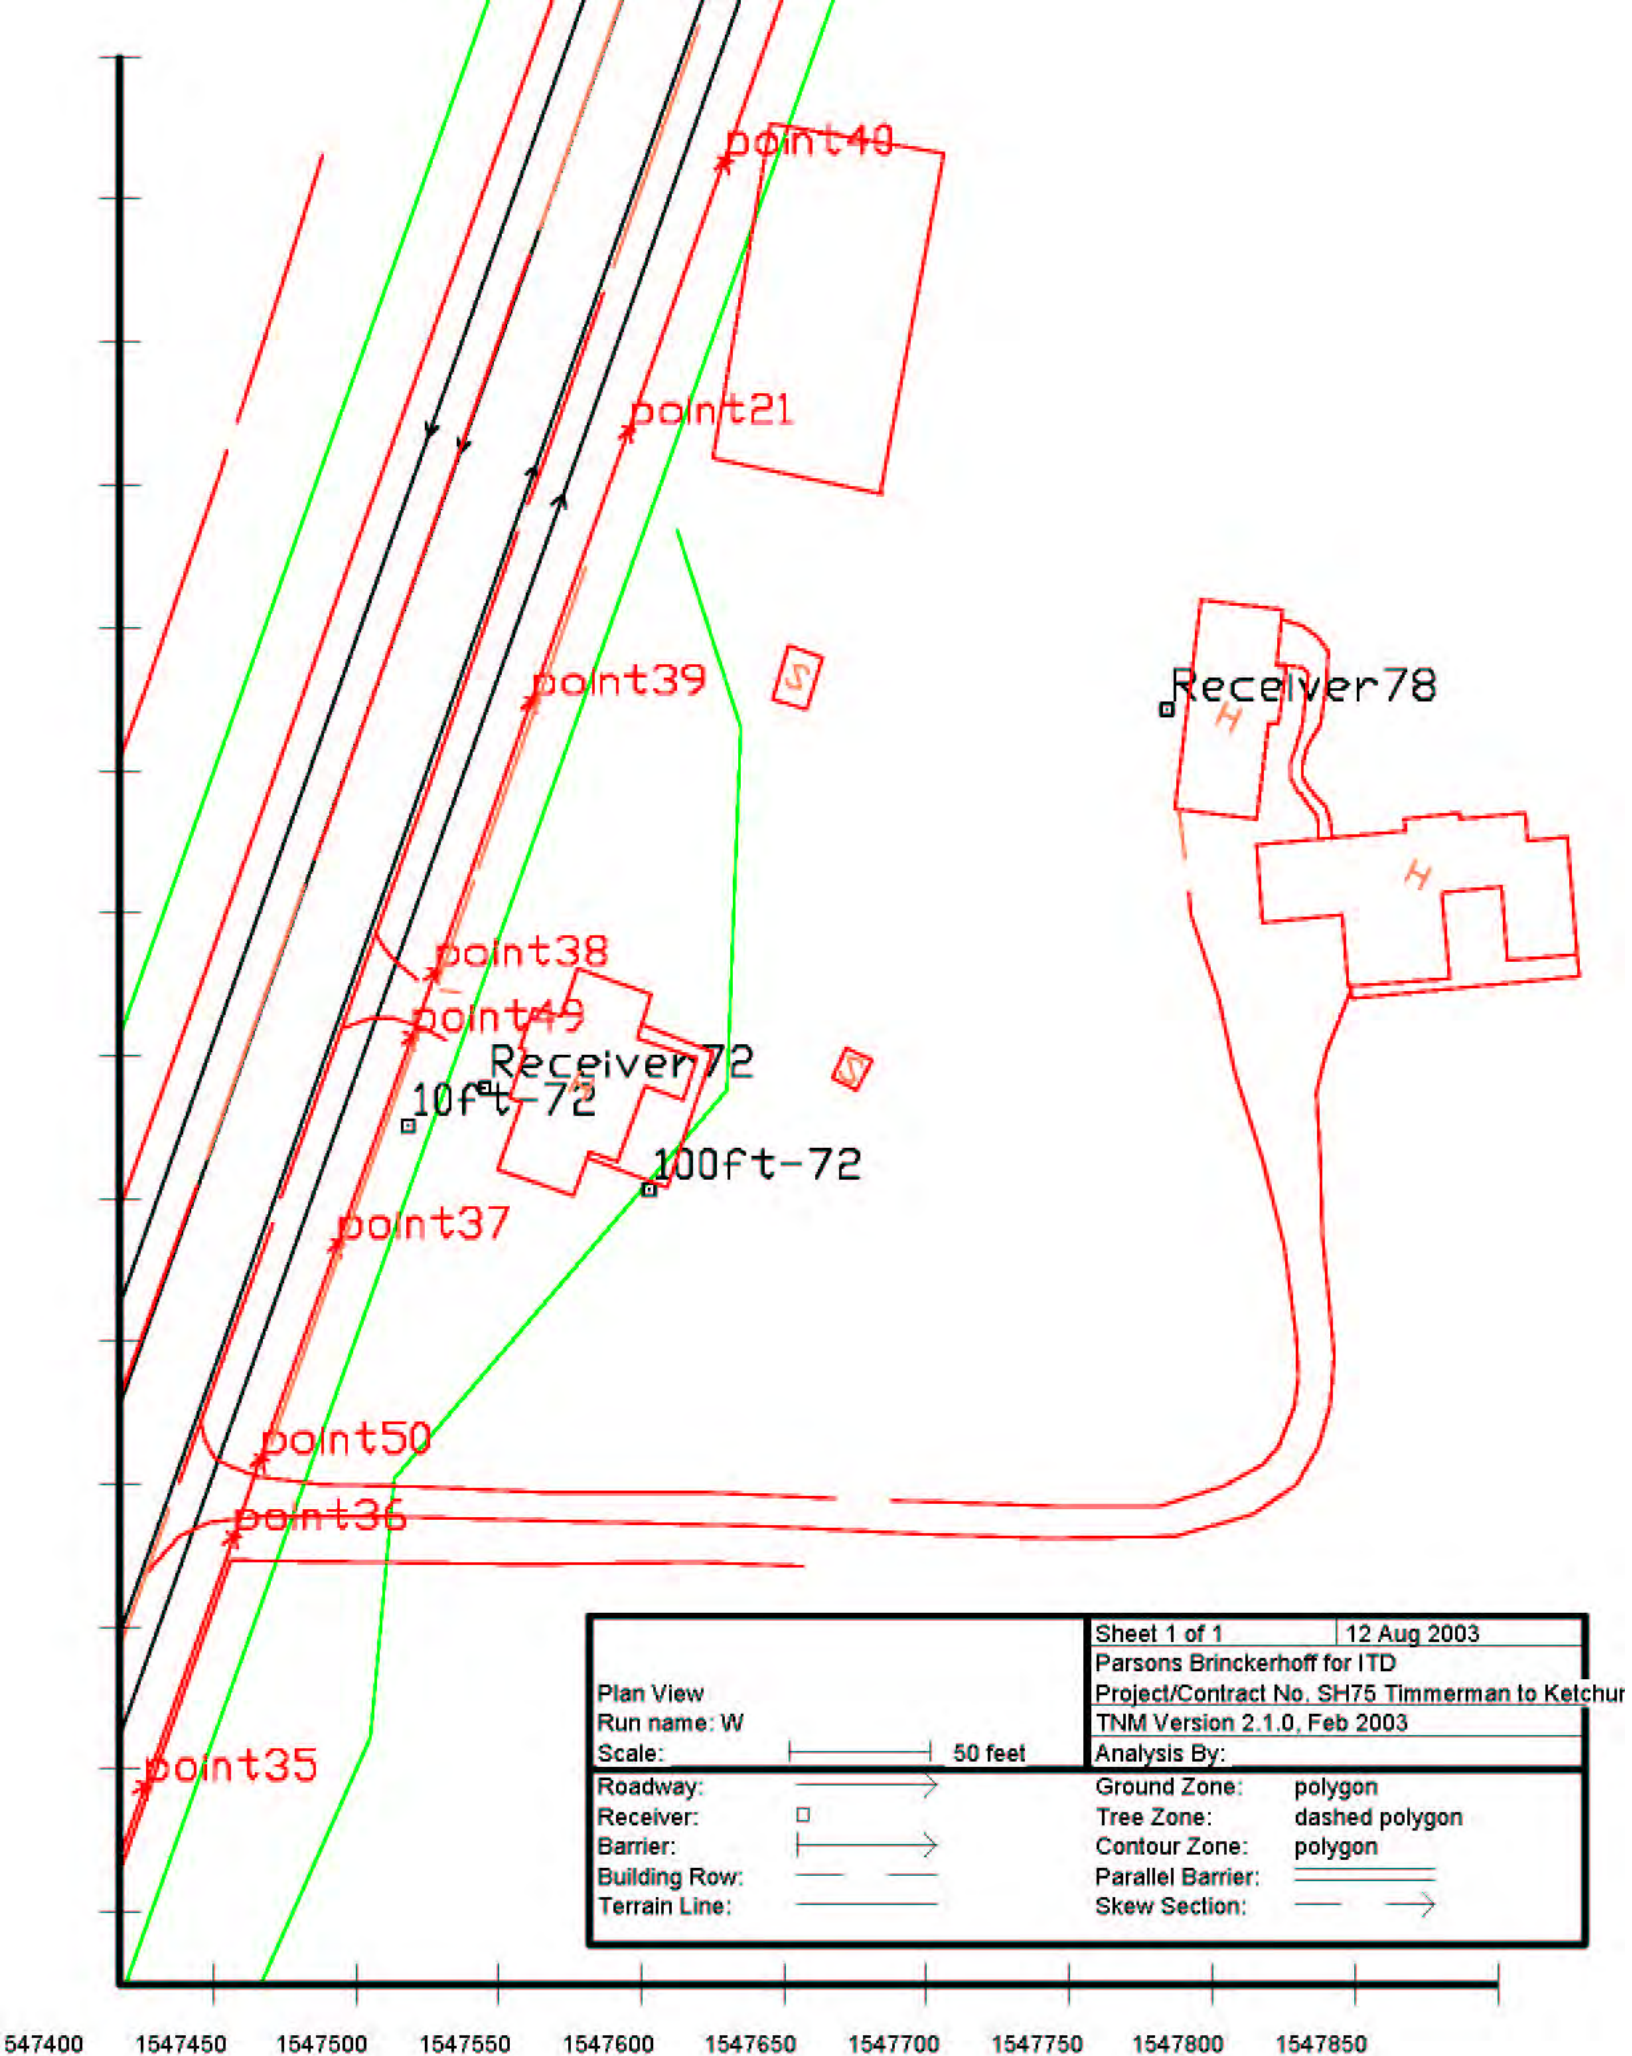 point40
point21
point39
S
Receiver78
H
H
point38
point49
Receiver72
H
10ft-72
S
100ft-72
point37
point50
point36
Sheet 1 of 1 12 Aug 2003
Parsons Brinckerhoff for ITD
Plan View Project/Contract No. SH75 Timmerman to Ketchum
Run name: W TNM Version 2.1.0, Feb 2003
Scale: 50 feet Analysis By:
point35
Roadway: Ground Zone: polygon
Receiver: Tree Zone: dashed polygon
Barrier: Contour Zone: polygon
Building Row: Parallel Barrier:
Terrain Line: Skew Section:
547400 1547450 1547500 1547550 1547600 1547650 1547700 1547750 1547800 1547850